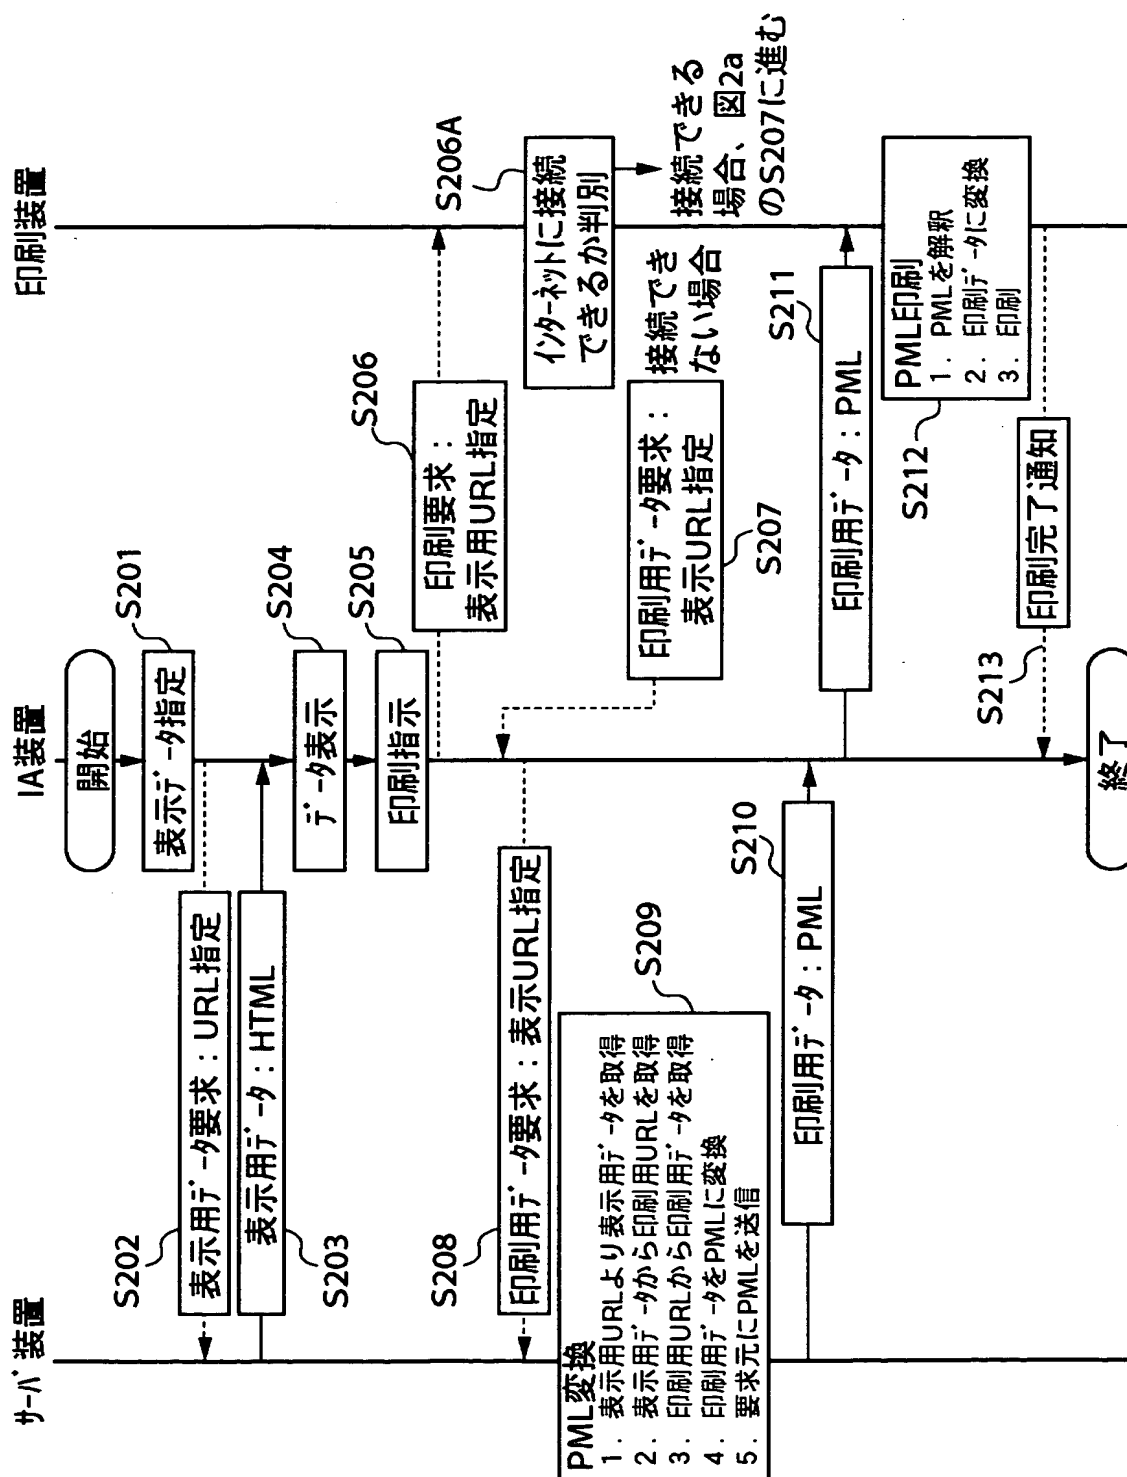 サーバ装置
IA装置
印刷装置
開始
S201
表示データ指定
S202
表示用データ要求：URL指定
表示用データ：HTML
S203
S204
データ表示
S205
印刷指示
S206
印刷要求：
表示用URL指定
S206A
インターネットに接続
できるか判別
接続できる
場合、図2a
のS207に進む
接続でき
ない場合
印刷用データ要求：
表示URL指定
S207
S208
印刷用データ要求：表示URL指定
S209
PML変換
1．表示用URLより表示用データを取得
2．表示用データから印刷用URLを取得
3．印刷用URLから印刷用データを取得
4．印刷用データをPMLに変換
5．要求元にPMLを送信
S210
印刷用データ：PML
S211
印刷用データ：PML
PML印刷
1．PMLを解釈
2．印刷データに変換
3．印刷
S212
印刷完了通知
S213
終了